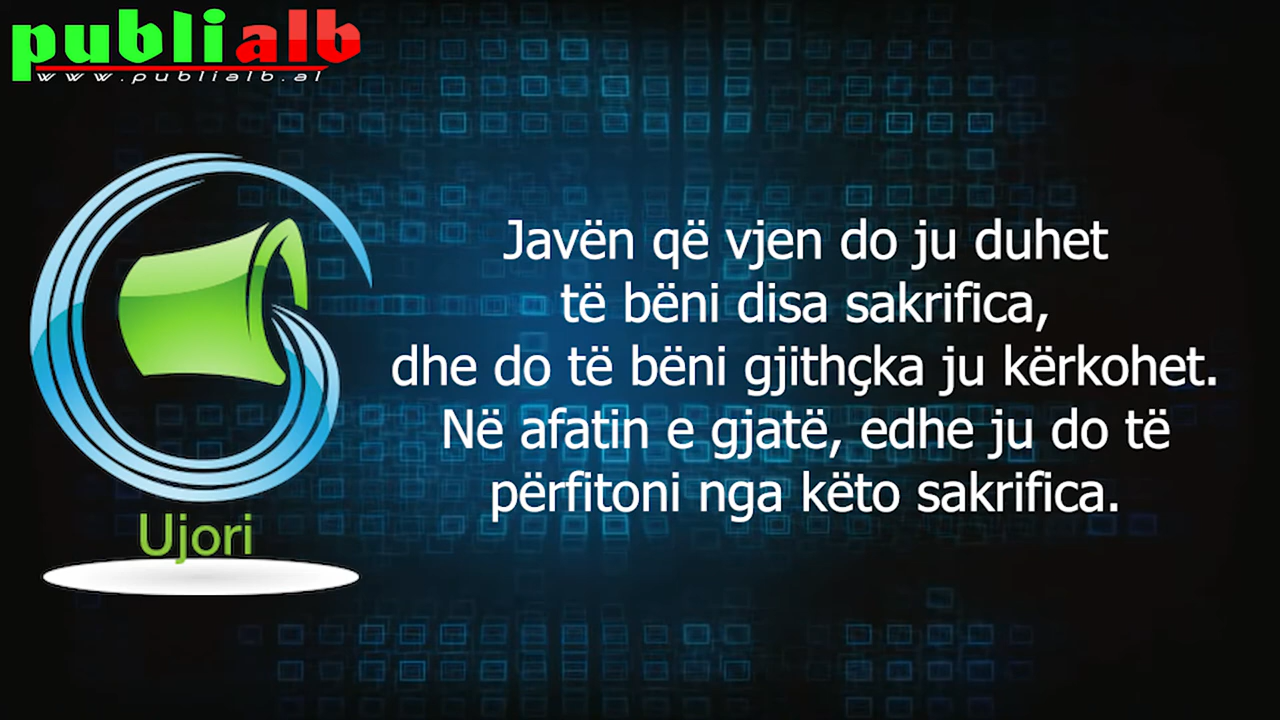 publialb
www.publialb.al
Javën që vjen do ju duhet
të bëni disa sakrifica,
dhe do të bëni gjithçka ju kërkohet.
Në afatin e gjatë, edhe ju do të
përfitoni nga këto sakrifica.
Ujori